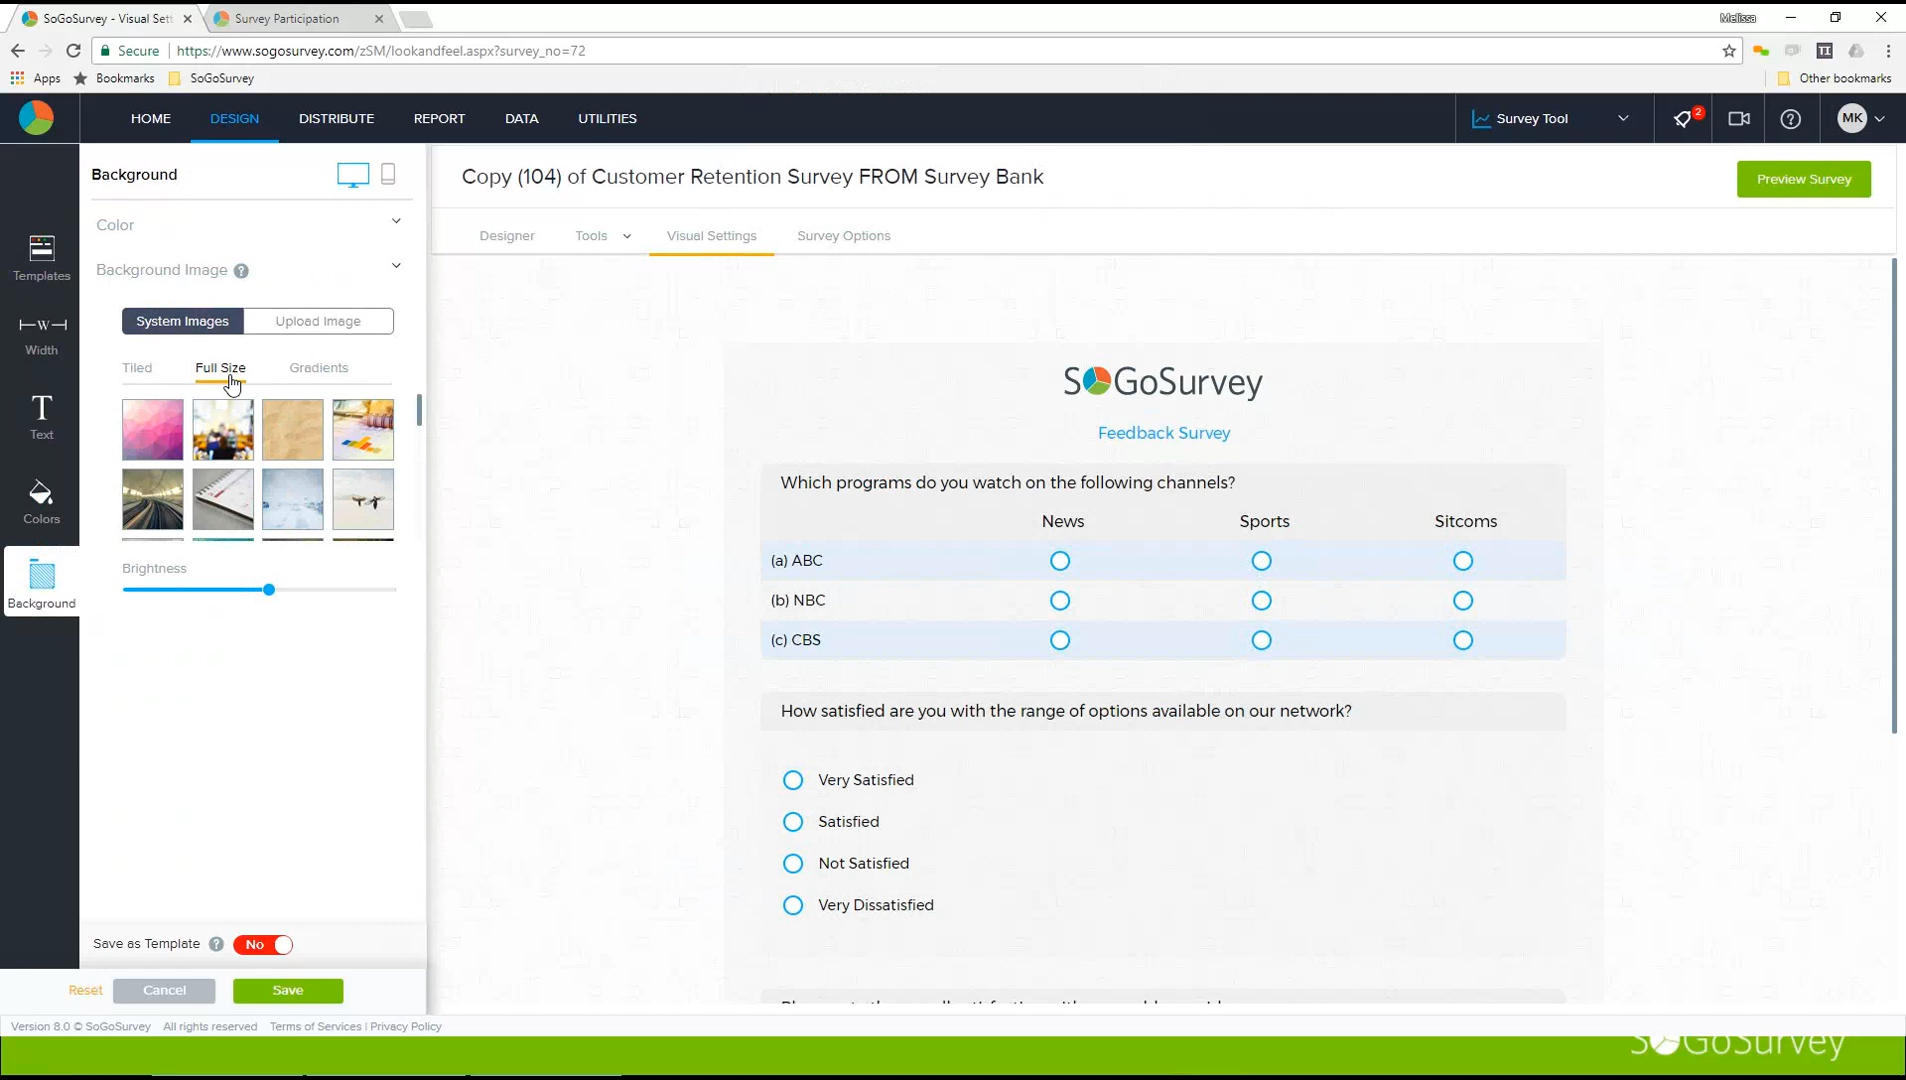 SoGoSurvey - Visual Sett
Survey Participation
Melissa
Secure
https://www.sogosurvey.com/zSM/lookandfeel.aspx?survey_no=72
Apps
Bookmarks
SoGoSurvey
Other bookmarks
HOME
DESIGN
DISTRIBUTE
REPORT
DATA
UTILITIES
Survey Tool
2
MK
Background
Copy (104) of Customer Retention Survey FROM Survey Bank
Preview Survey
Color
Designer
Tools
Visual Settings
Survey Options
Background Image
Templates
System Images
Upload Image
W
Width
Tiled
Full Size
Gradients
SoGoSurvey
Feedback Survey
T
Text
Which programs do you watch on the following channels?
News
Sports
Sitcoms
Colors
(a) ABC
Brightness
Background
(b) NBC
(c) CBS
How satisfied are you with the range of options available on our network?
Very Satisfied
Satisfied
Not Satisfied
Very Dissatisfied
Save as Template
No
Reset
Cancel
Save
Version 8.0 © SoGoSurvey
All rights reserved
Terms of Services | Privacy Policy
SoGoSurvey